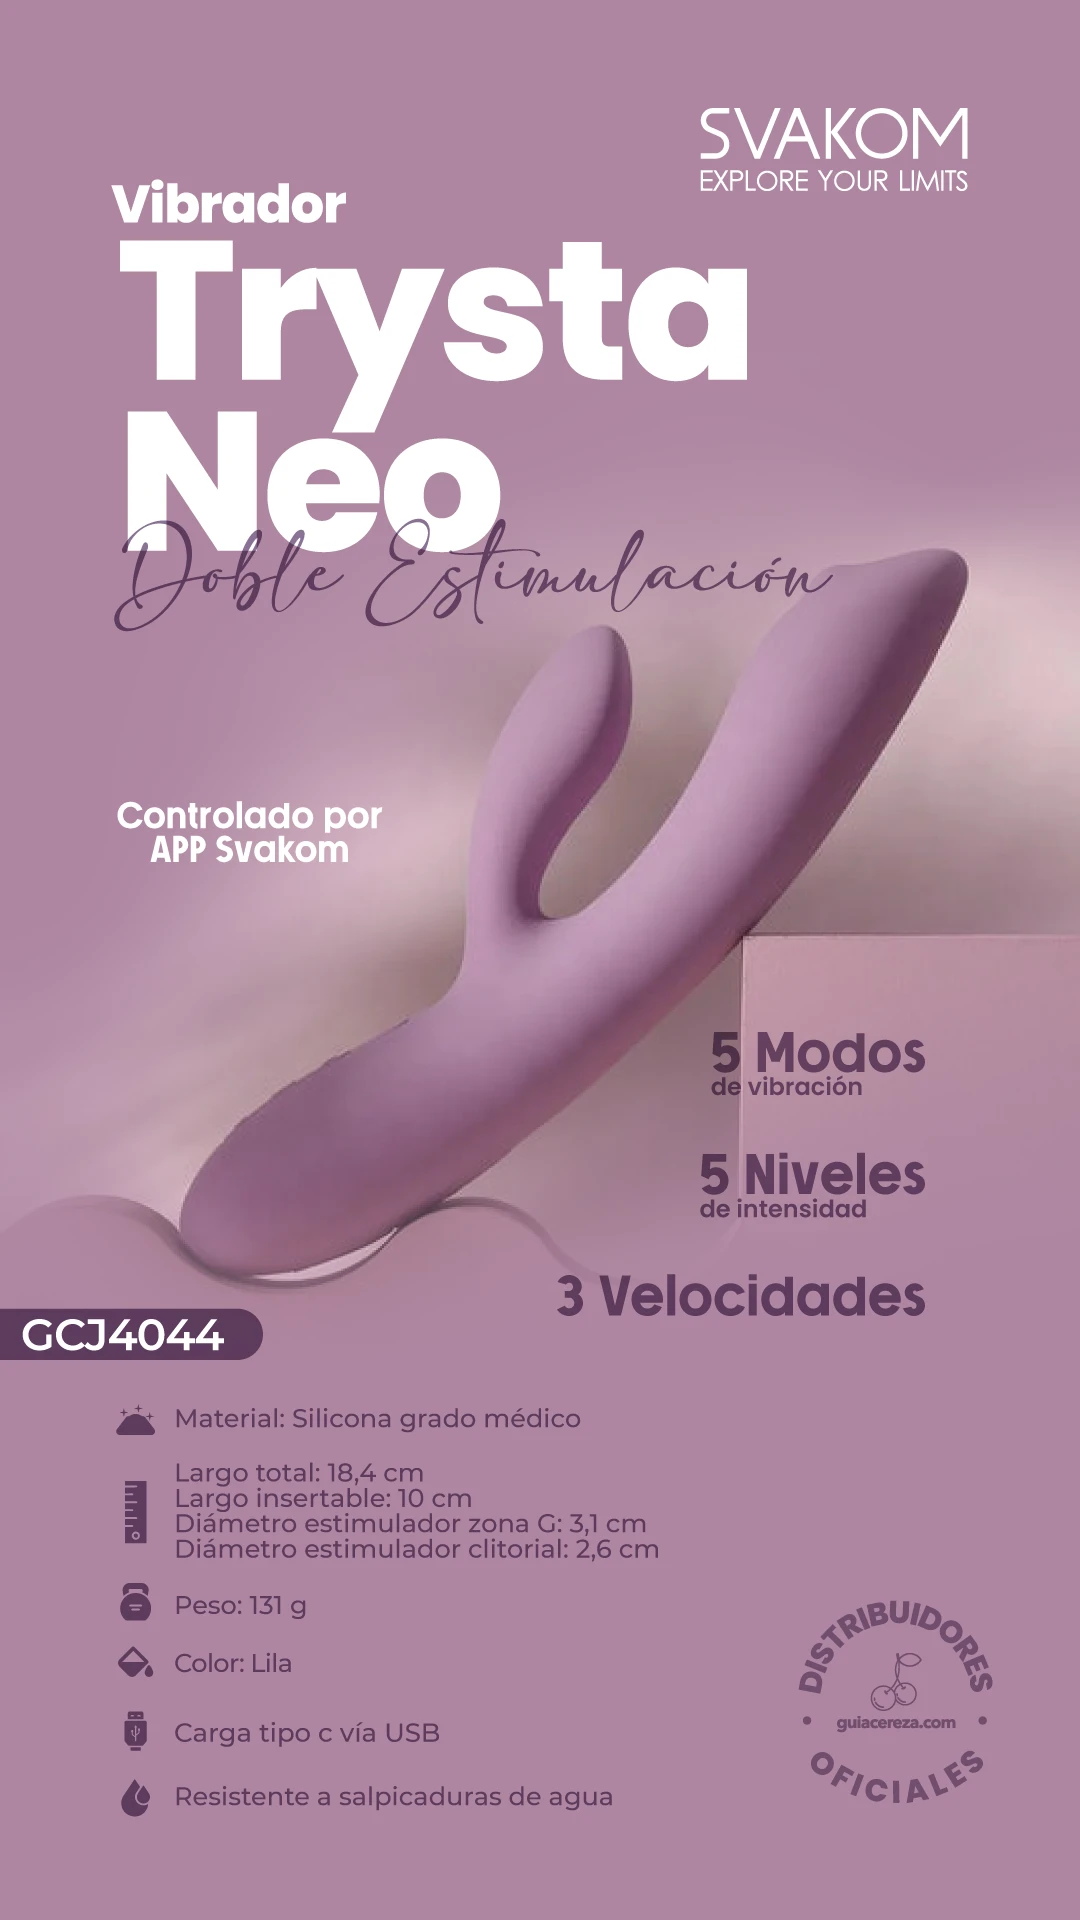 SVAKOM
EXPLORE YOUR LIMITS
Vibrador
Trysta
Neo
Doble Estimulación
Controlado por
APP Svakom
5 Modos
de vibración
5 Niveles
de intensidad
3 Velocidades
GCJ4044
Material: Silicona grado médico
Largo total: 18,4 cm
Largo insertable: 10 cm
Diámetro estimulador zona G: 3,1 cm
Diámetro estimulador clitorial: 2,6 cm
Peso: 131 g
Color: Lila
Carga tipo c vía USB
Resistente a salpicaduras de agua
DISTRIBUIDORES
guiacereza.com
OFICIALES